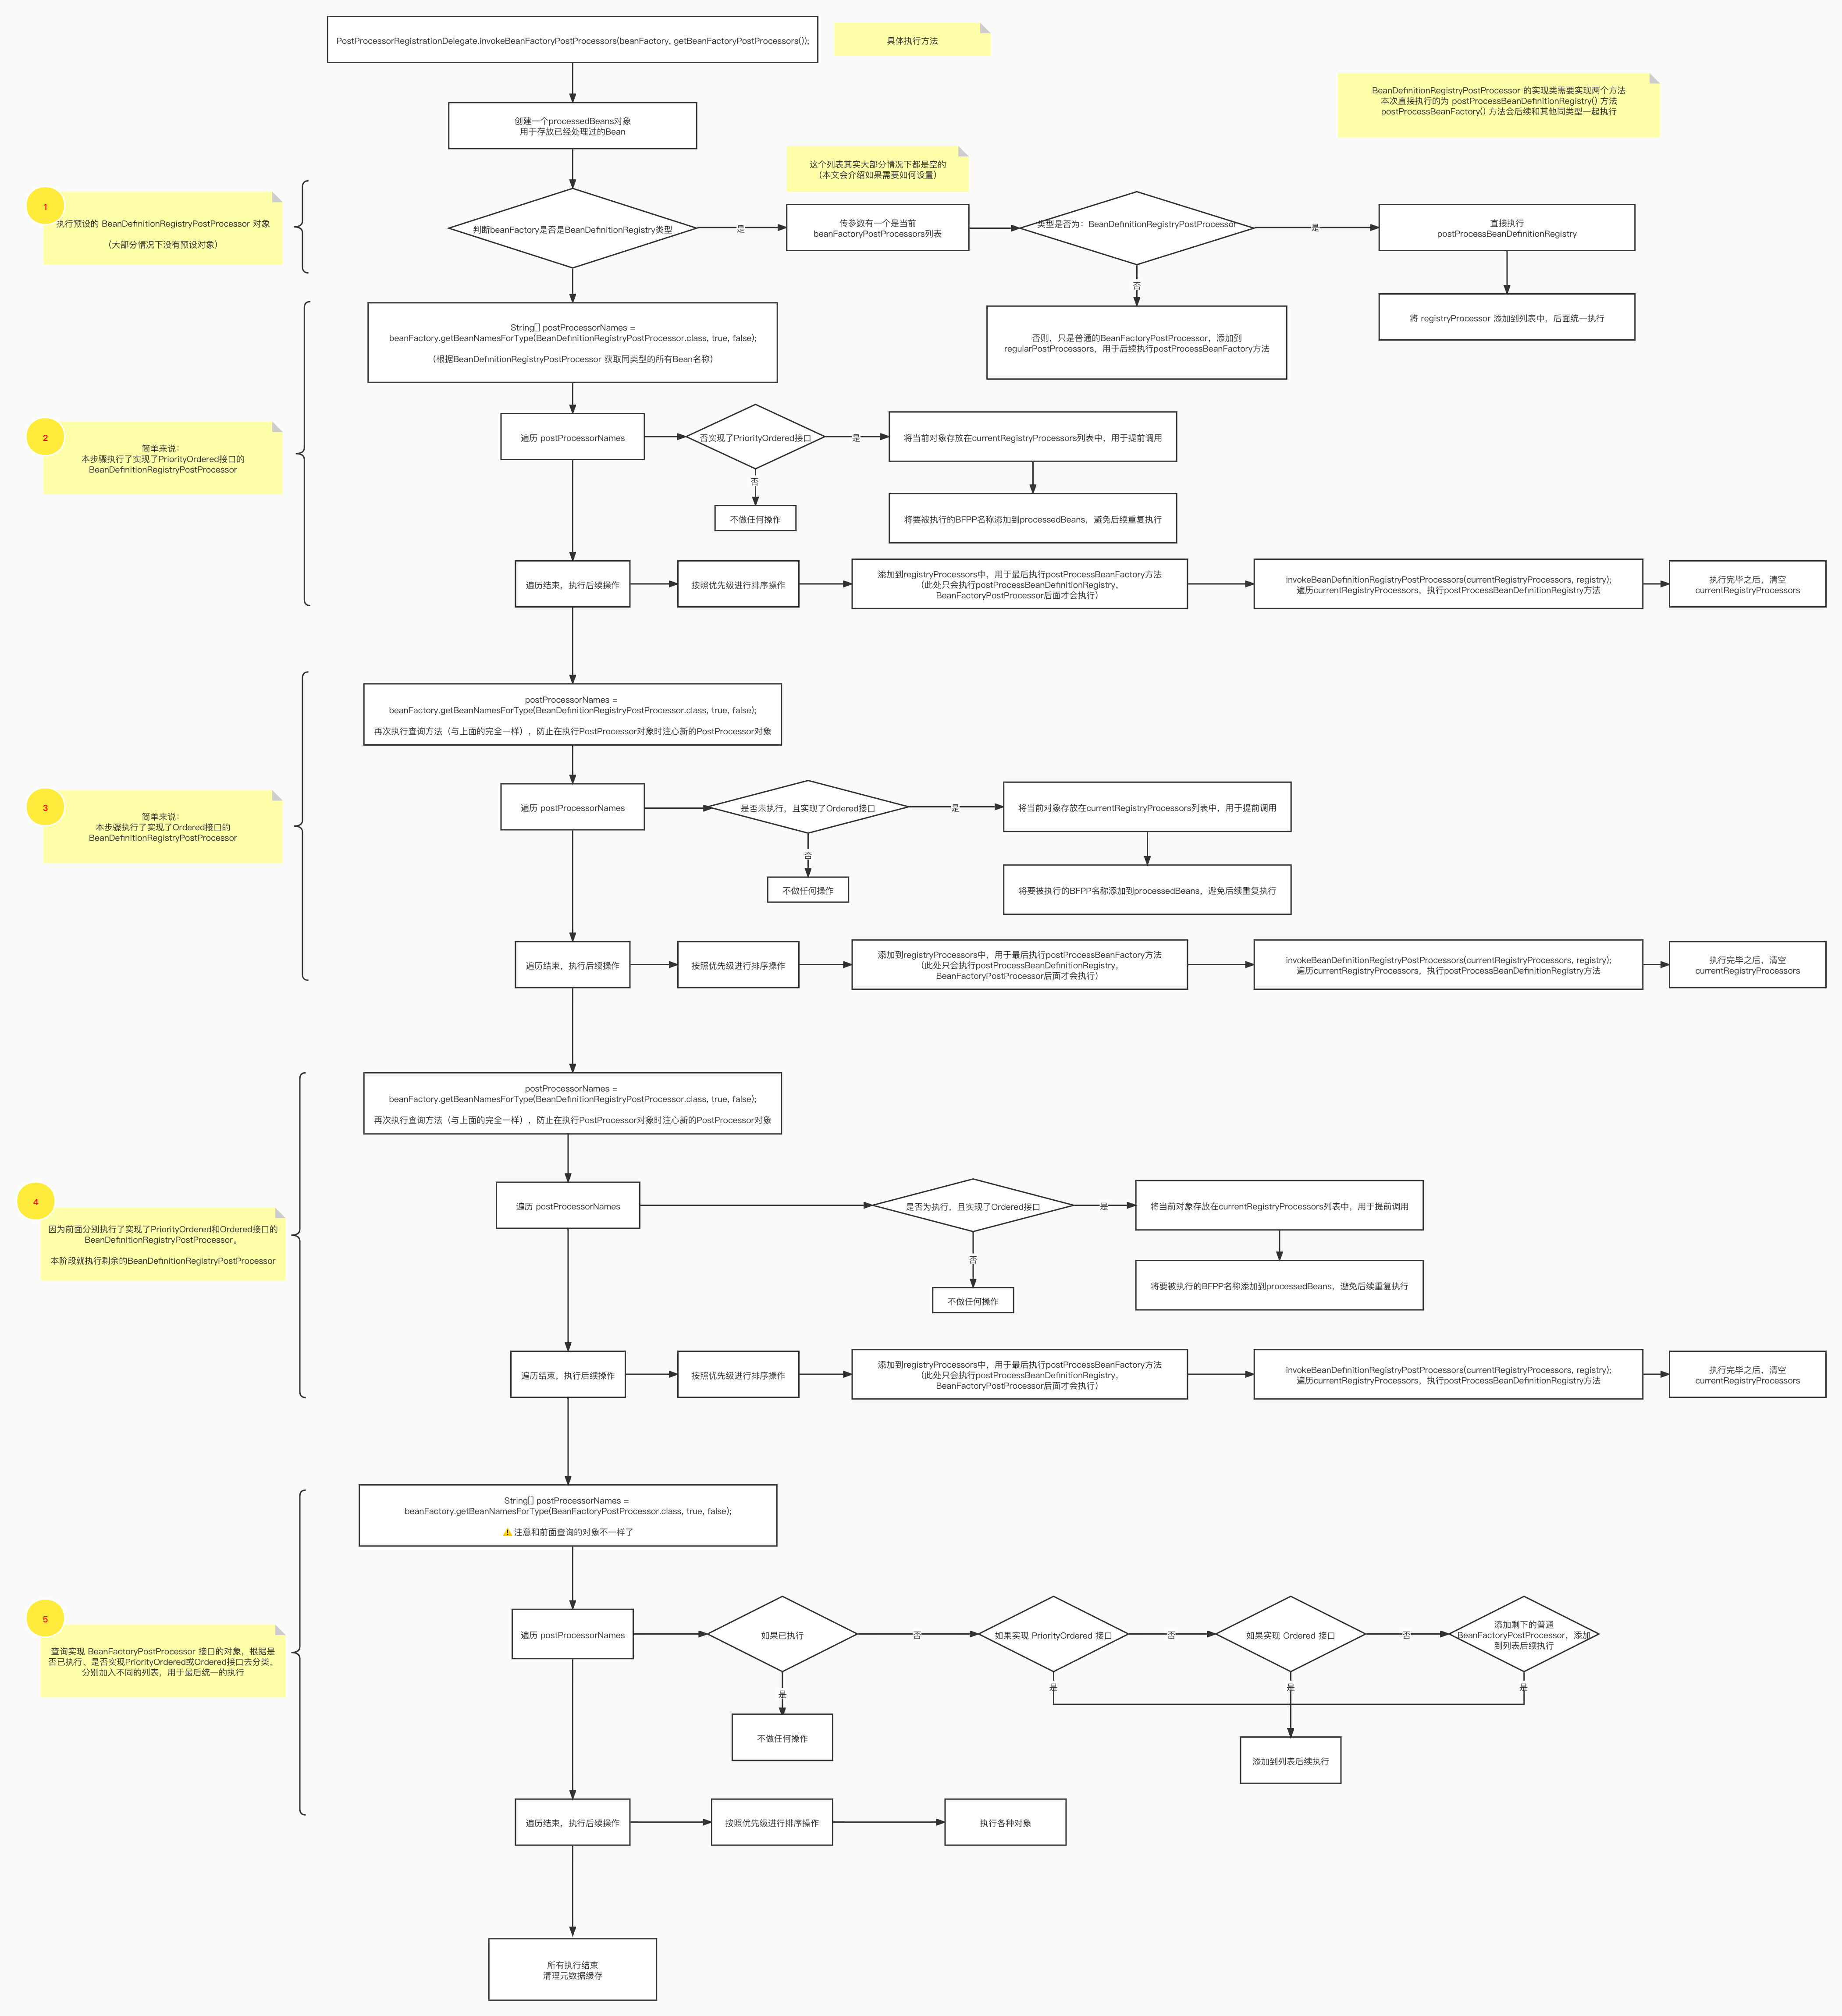 PostProcessorRegistrationDelegate.invokeBeanFactoryPostProcessors(beanFactory, getBeanFactoryPostProcessors());
具体执行方法
BeanDefinitionRegistryPostProcessor 的实现类需要实现两个方法
本次直接执行的为 postProcessBeanDefinitionRegistry() 方法
postProcessBeanFactory() 方法会后续和其他同类型一起执行
创建一个processedBeans对象
用于存放已经处理过的Bean
这个列表其实大部分情况下都是空的
（本文会介绍如果需要如何设置）
1
执行预设的 BeanDefinitionRegistryPostProcessor 对象
（大部分情况下没有预设对象）
判断beanFactory是否是BeanDefinitionRegistry类型
是
传参数有一个是当前
beanFactoryPostProcessors列表
类型是否为：BeanDefinitionRegistryPostProcessor
是
直接执行
postProcessBeanDefinitionRegistry
否
否则，只是普通的BeanFactoryPostProcessor，添加到
regularPostProcessors，用于后续执行postProcessBeanFactory方法
将 registryProcessor 添加到列表中，后面统一执行
String[] postProcessorNames =
beanFactory.getBeanNamesForType(BeanDefinitionRegistryPostProcessor.class, true, false);
（根据BeanDefinitionRegistryPostProcessor 获取同类型的所有Bean名称）
2
简单来说：
本步骤执行了实现了PriorityOrdered接口的
BeanDefinitionRegistryPostProcessor
遍历 postProcessorNames
否实现了PriorityOrdered接口
是
将当前对象存放在currentRegistryProcessors列表中，用于提前调用
否
不做任何操作
将要被执行的BFPP名称添加到processedBeans，避免后续重复执行
遍历结束，执行后续操作
按照优先级进行排序操作
添加到registryProcessors中，用于最后执行postProcessBeanFactory方法
（此处只会执行postProcessBeanDefinitionRegistry，
BeanFactoryPostProcessor后面才会执行）
invokeBeanDefinitionRegistryPostProcessors(currentRegistryProcessors, registry);
遍历currentRegistryProcessors，执行postProcessBeanDefinitionRegistry方法
执行完毕之后，清空
currentRegistryProcessors
postProcessorNames =
beanFactory.getBeanNamesForType(BeanDefinitionRegistryPostProcessor.class, true, false);
再次执行查询方法（与上面的完全一样），防止在执行PostProcessor对象时注心新的PostProcessor对象
3
简单来说：
本步骤执行了实现了Ordered接口的
BeanDefinitionRegistryPostProcessor
遍历 postProcessorNames
是否未执行，且实现了Ordered接口
是
将当前对象存放在currentRegistryProcessors列表中，用于提前调用
否
不做任何操作
将要被执行的BFPP名称添加到processedBeans，避免后续重复执行
遍历结束，执行后续操作
按照优先级进行排序操作
添加到registryProcessors中，用于最后执行postProcessBeanFactory方法
（此处只会执行postProcessBeanDefinitionRegistry，
BeanFactoryPostProcessor后面才会执行）
invokeBeanDefinitionRegistryPostProcessors(currentRegistryProcessors, registry);
遍历currentRegistryProcessors，执行postProcessBeanDefinitionRegistry方法
执行完毕之后，清空
currentRegistryProcessors
postProcessorNames =
beanFactory.getBeanNamesForType(BeanDefinitionRegistryPostProcessor.class, true, false);
再次执行查询方法（与上面的完全一样），防止在执行PostProcessor对象时注心新的PostProcessor对象
4
因为前面分别执行了实现了PriorityOrdered和Ordered接口的
BeanDefinitionRegistryPostProcessor。
本阶段就执行剩余的BeanDefinitionRegistryPostProcessor
遍历 postProcessorNames
是否为执行，且实现了Ordered接口
是
将当前对象存放在currentRegistryProcessors列表中，用于提前调用
否
不做任何操作
将要被执行的BFPP名称添加到processedBeans，避免后续重复执行
遍历结束，执行后续操作
按照优先级进行排序操作
添加到registryProcessors中，用于最后执行postProcessBeanFactory方法
（此处只会执行postProcessBeanDefinitionRegistry，
BeanFactoryPostProcessor后面才会执行）
invokeBeanDefinitionRegistryPostProcessors(currentRegistryProcessors, registry);
遍历currentRegistryProcessors，执行postProcessBeanDefinitionRegistry方法
执行完毕之后，清空
currentRegistryProcessors
String[] postProcessorNames =
beanFactory.getBeanNamesForType(BeanFactoryPostProcessor.class, true, false);
⚠️ 注意和前面查询的对象不一样了
5
查询实现 BeanFactoryPostProcessor 接口的对象，根据是
否已执行、是否实现PriorityOrdered或Ordered接口去分类，
分别加入不同的列表，用于最后统一的执行
遍历 postProcessorNames
如果已执行
否
如果实现 PriorityOrdered 接口
否
如果实现 Ordered 接口
否
添加剩下的普通
BeanFactoryPostProcessor，添加
到列表后续执行
是
是
是
是
不做任何操作
添加到列表后续执行
遍历结束，执行后续操作
按照优先级进行排序操作
执行各种对象
所有执行结束
清理元数据缓存